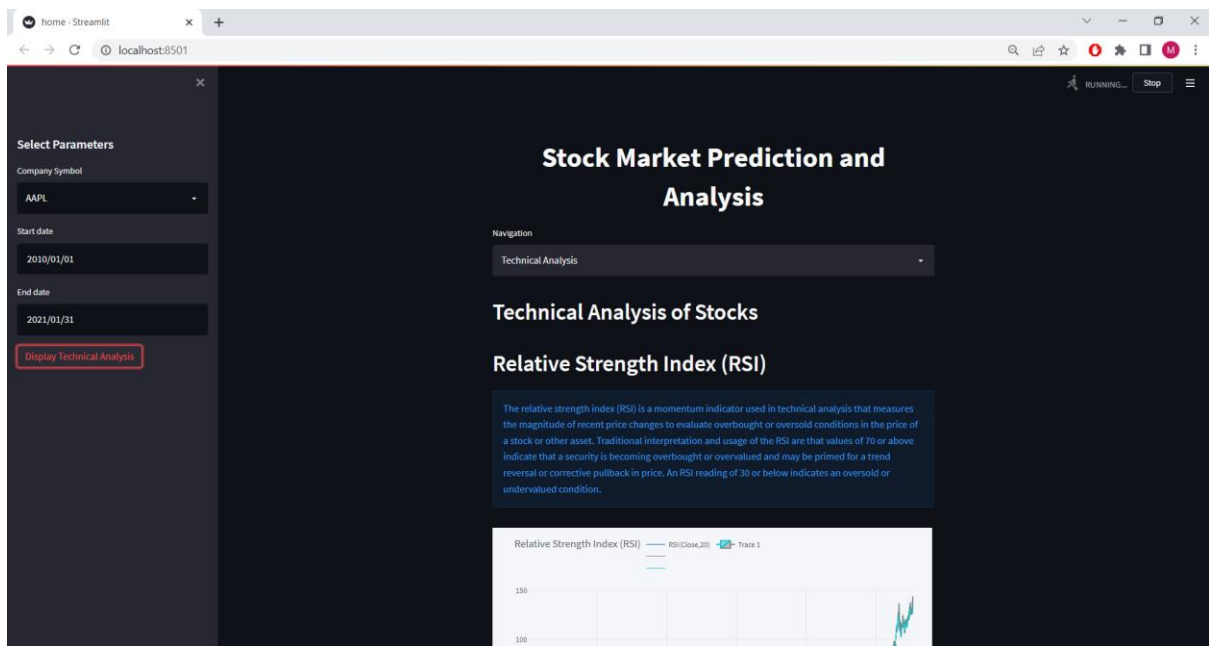 home · Streamlit
localhost:8501
M
RUNNING...
Stop
Select Parameters
Company Symbol
AAPL
Start date
2010/01/01
End date
2021/01/31
Display Technical Analysis
Stock Market Prediction and
Analysis
Navigation
Technical Analysis
Technical Analysis of Stocks
Relative Strength Index (RSI)
The relative strength index (RSI) is a momentum indicator used in technical analysis that measures
the magnitude of recent price changes to evaluate overbought or oversold conditions in the price of
a stock or other asset. Traditional interpretation and usage of the RSI are that values of 70 or above
indicate that a security is becoming overbought or overvalued and may be primed for a trend
reversal or corrective pullback in price. An RSI reading of 30 or below indicates an oversold or
undervalued condition.
Relative Strength Index (RSI)
RSI(Close,20)
Trace 1
150
100